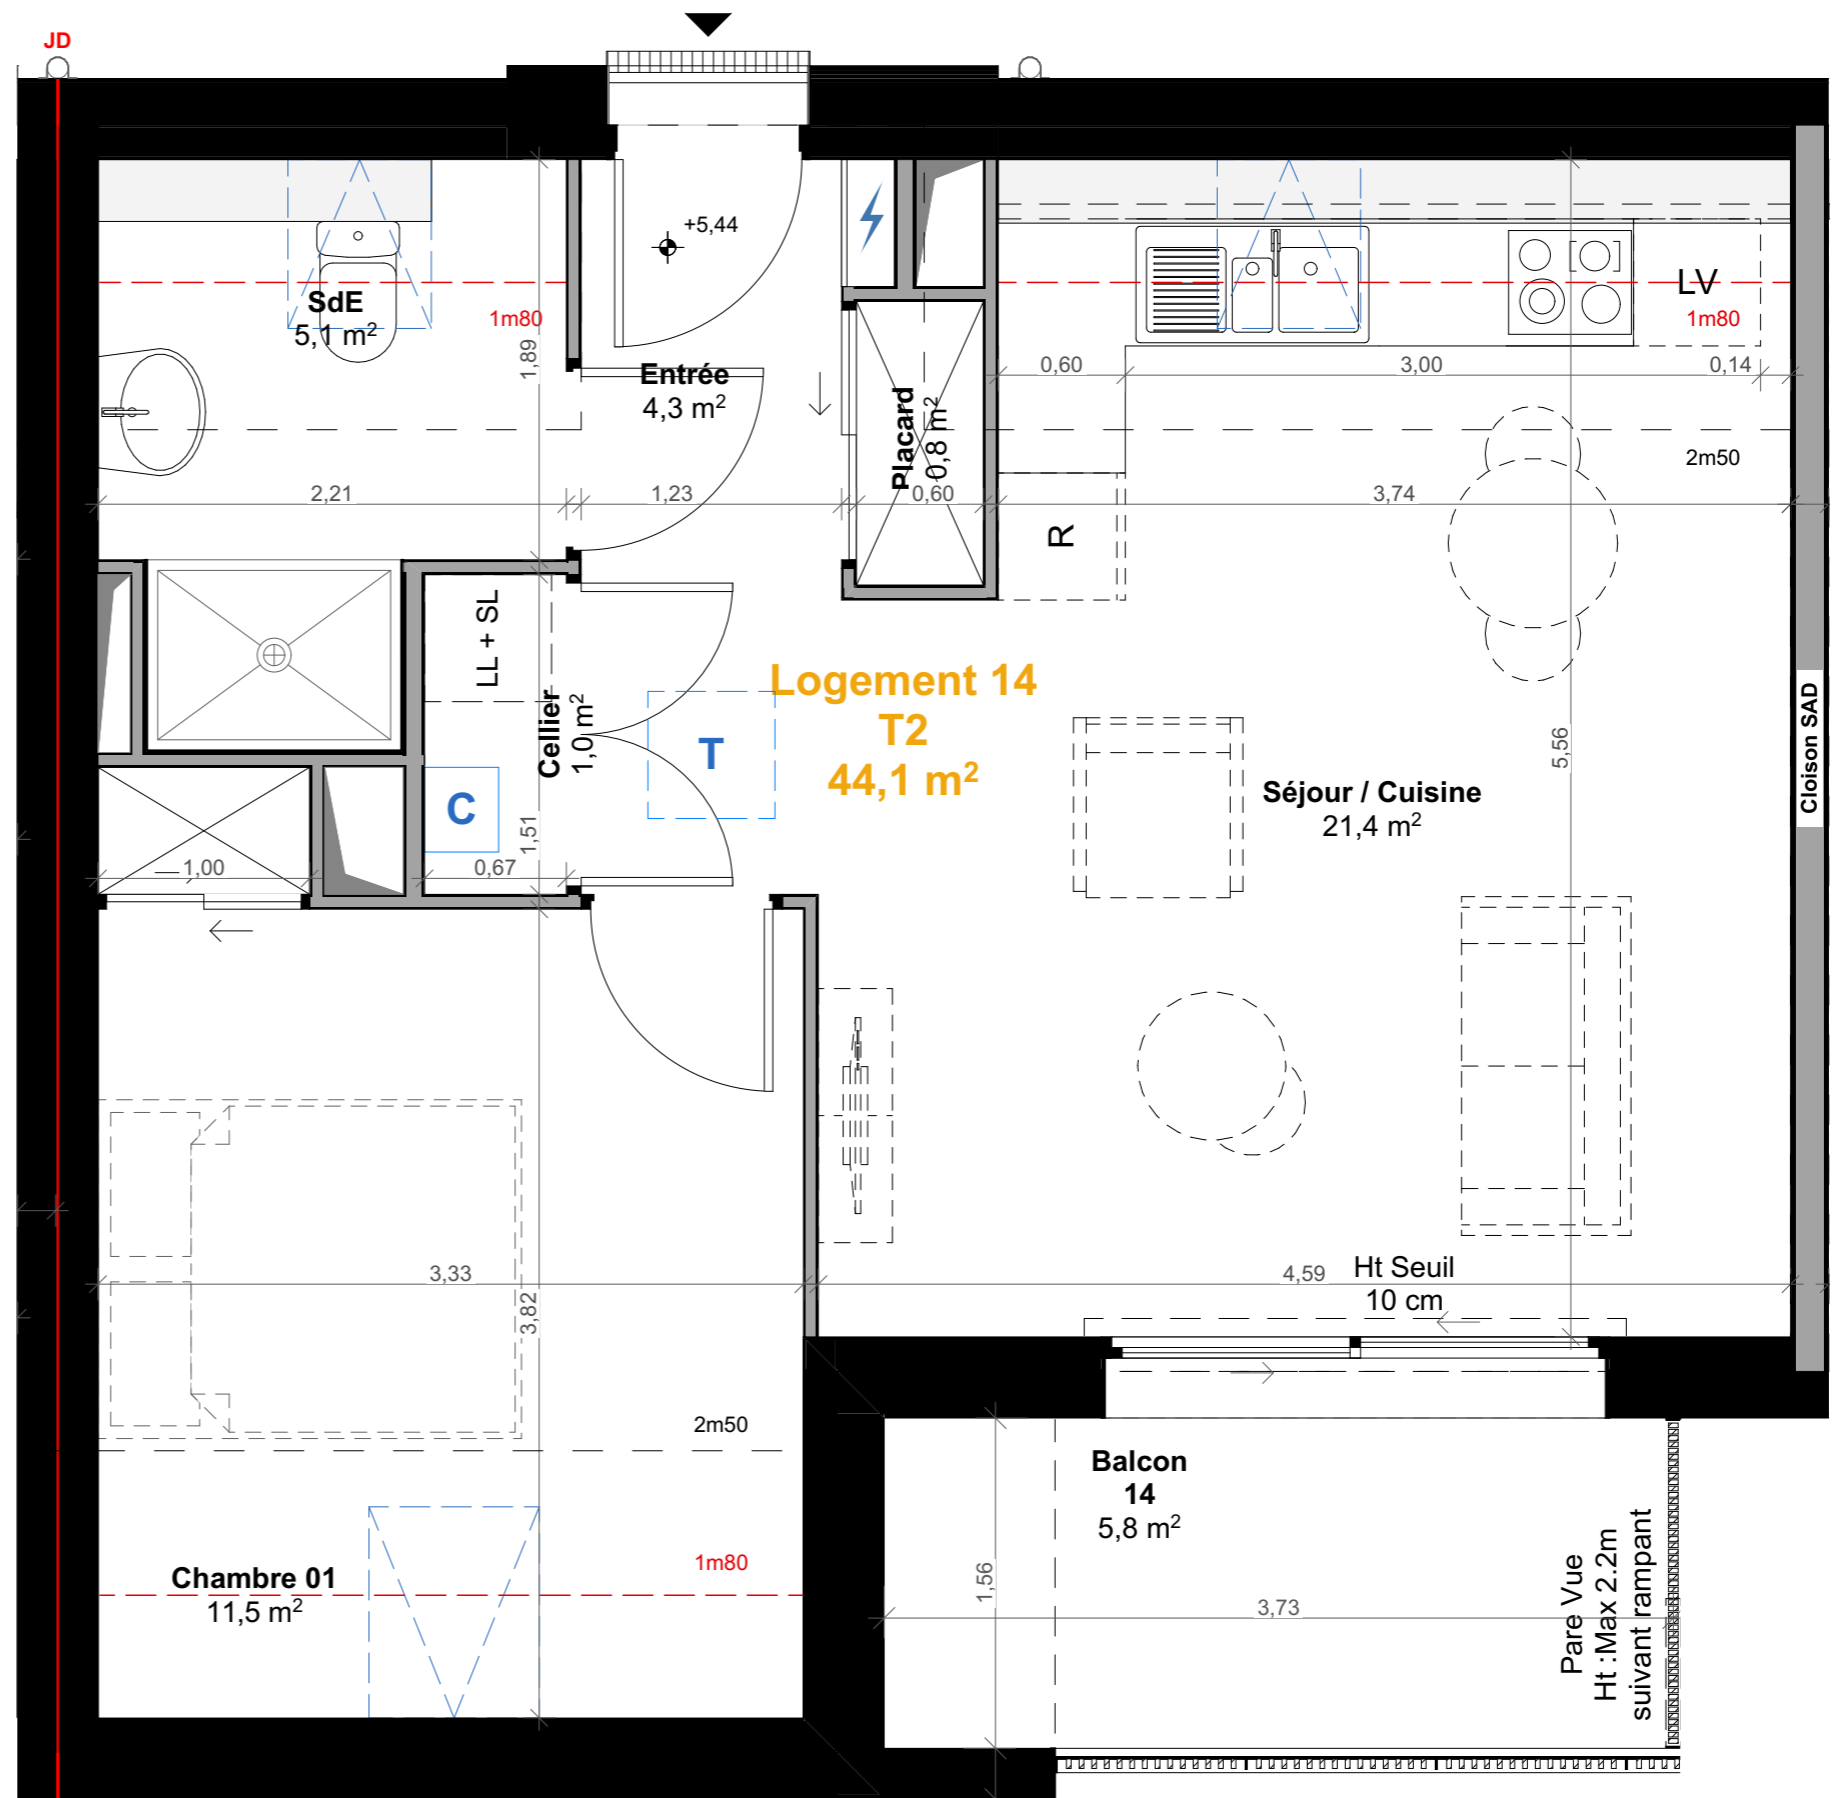 JD
+5,44
SdE
5,1 m²
1m80
1,89
Entrée
4,3 m²
Placard
0,8 m²
LV
1m80
0,60
3,00
0,14
2m50
2,21
1,23
0,60
3,74
R
LL + SL
Cellier
1,0 m²
Logement 14
T2
44,1 m²
T
C
5,56
Cloison SAD
Séjour / Cuisine
21,4 m²
1,51
1,00
0,67
3,33
3,82
4,59
Ht Seuil
10 cm
2m50
Balcon
14
5,8 m²
1m80
Chambre 01
11,5 m²
1,56
3,73
Pare Vue
Ht :Max 2.2m
suivant rampant